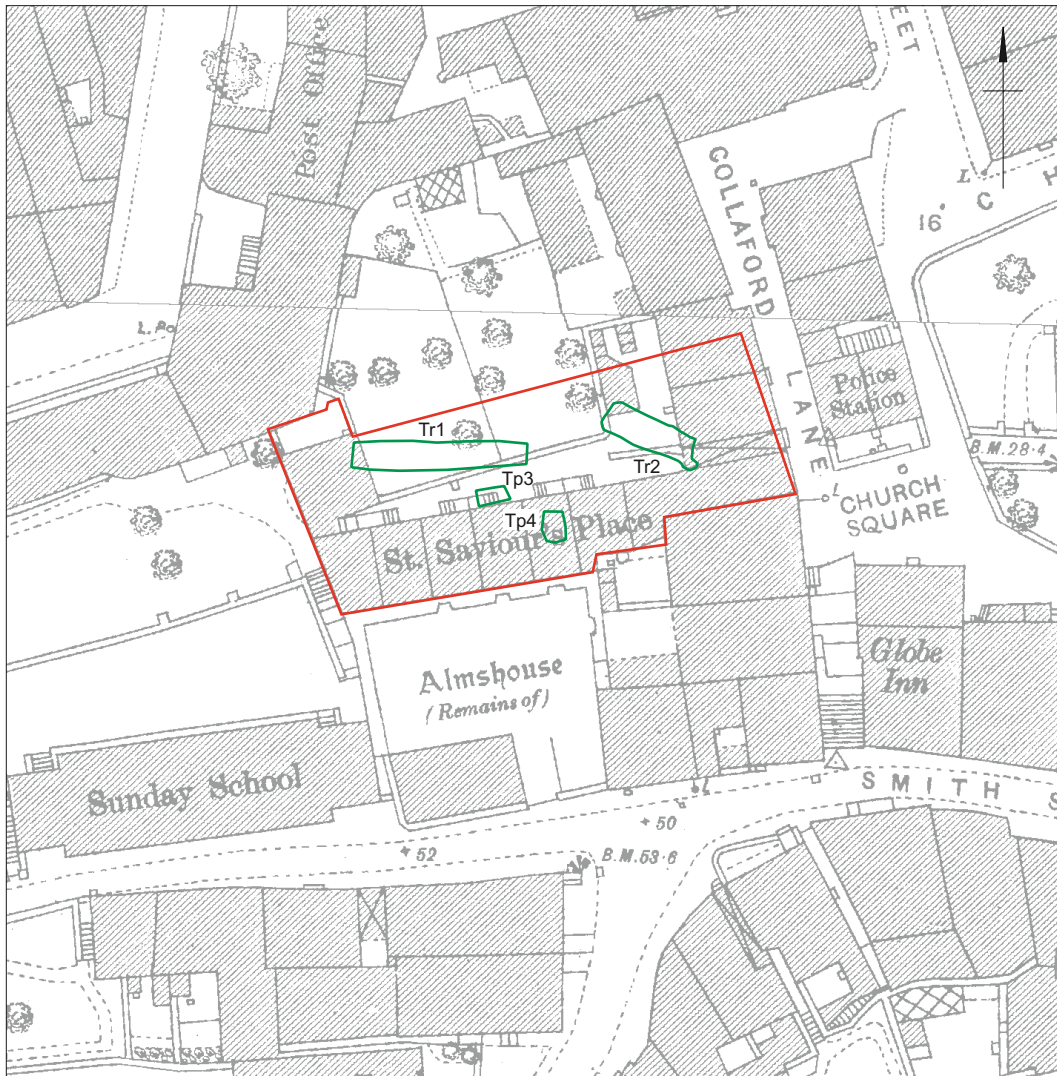 Post Office
EET
COLLAFORD LANE
L.
C H
16
L.P.
Police
Station
B.M.28·4
Tr1
Tr2
Tp3
Tp4
L
CHURCH
SQUARE
St. Saviour's Place
Almshouse
(Remains of)
Globe
Inn
Sunday School
L
SMITH S
50
52
B.M.53·6